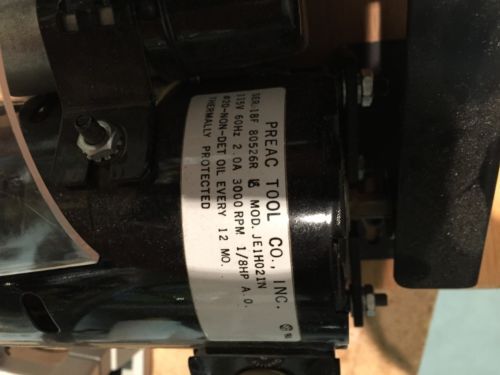 PREAC TOOL CO., INC.
SER.18F 80526R MOD. JE1H021N
115V 60Hz 2.0A 3000RPM 1/8HP A.O.
#20-NON-DET OIL EVERY 12 MO.
THERMALLY PROTECTED